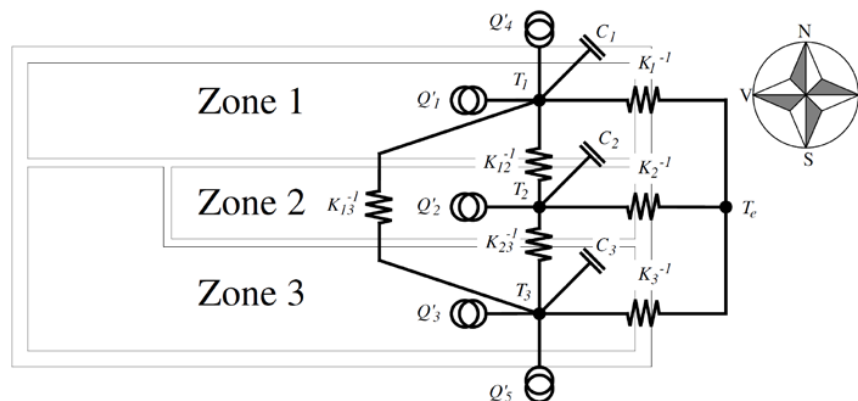 Q'4
C1
K1^-1
N
T1
Zone 1
Q'1
V
S
C2
K12^-1
K2^-1
T2
Zone 2
K13^-1
Q'2
Te
K23^-1
C3
K3^-1
Zone 3
T3
Q'3
Q'5